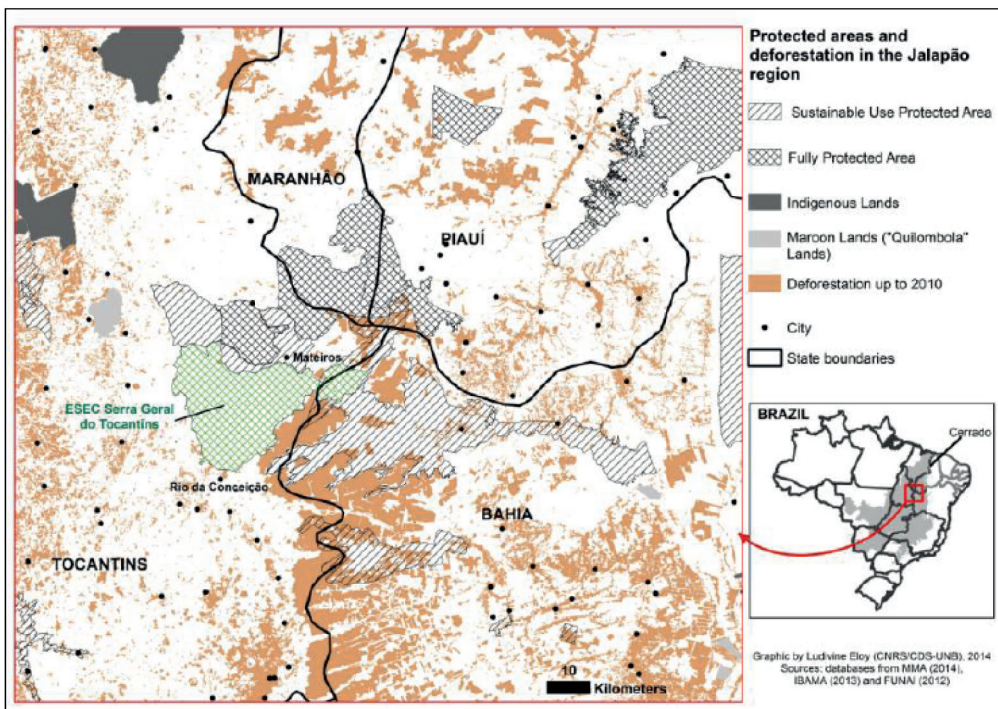 Protected areas and
deforestation in the Jalapão
region
Sustainable Use Protected Area
Fully Protected Area
Indigenous Lands
Maroon Lands ("Quilombola"
Lands)
Deforestation up to 2010
City
State boundaries
MARANHÃO
PIAUÍ
Mateiros
ESEC Serra Geral
do Tocantins
Rio da Conceição
BAHIA
TOCANTINS
10
Kilometers
BRAZIL
Cerrado
Graphic by Ludivine Eloy (CNRS/CDS-UNB), 2014
Sources: databases from MMA (2014),
IBAMA (2013) and FUNAI (2012)